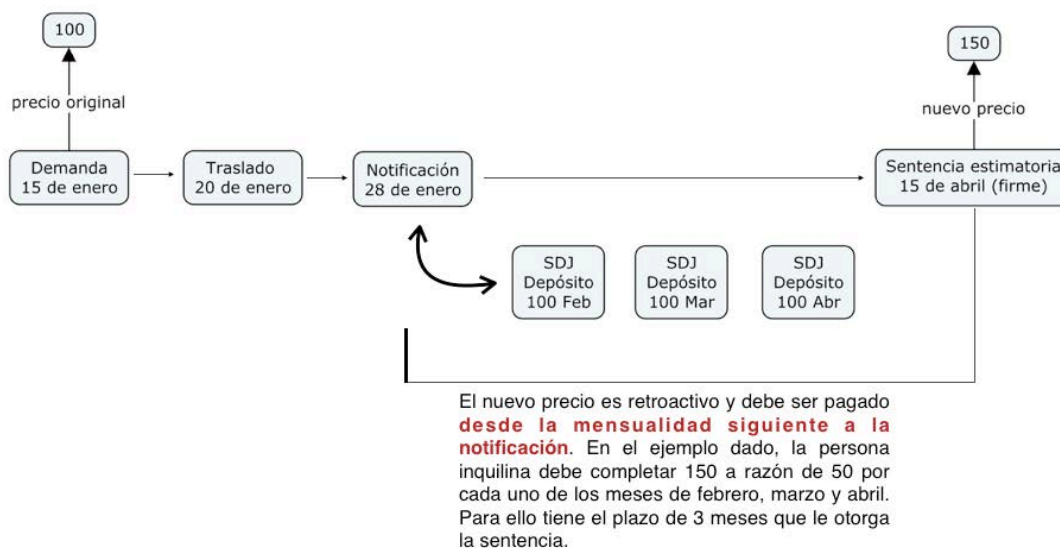 100
150
precio original
nuevo precio
Demanda
15 de enero
Traslado
20 de enero
Notificación
28 de enero
Sentencia estimatoria
15 de abril (firme)
SDJ
Depósito
100 Feb
SDJ
Depósito
100 Mar
SDJ
Depósito
100 Abr
El nuevo precio es retroactivo y debe ser pagado
desde la mensualidad siguiente a la
notificación. En el ejemplo dado, la persona
inquilina debe completar 150 a razón de 50 por
cada uno de los meses de febrero, marzo y abril.
Para ello tiene el plazo de 3 meses que le otorga
la sentencia.